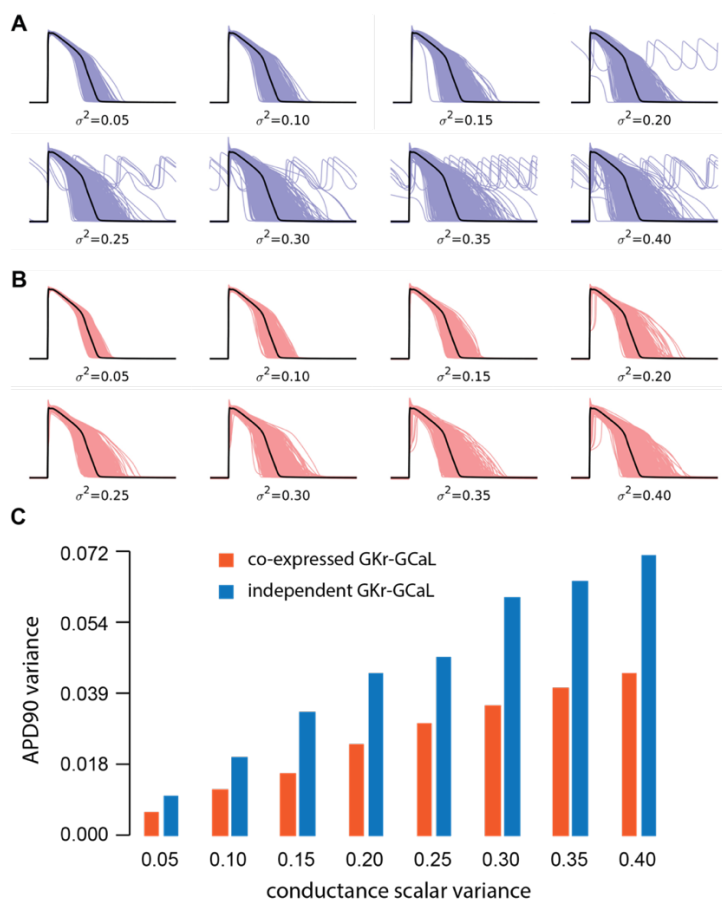 A
σ²=0.05 σ²=0.10 σ²=0.15 σ²=0.20
σ²=0.25 σ²=0.30 σ²=0.35 σ²=0.40
B
σ²=0.05 σ²=0.10 σ²=0.15 σ²=0.20
σ²=0.25 σ²=0.30 σ²=0.35 σ²=0.40
C
co-expressed GKr-GCaL
independent GKr-GCaL
APD90 variance
0.072
0.054
0.039
0.018
0.000
0.05 0.10 0.15 0.20 0.25 0.30 0.35 0.40
conductance scalar variance